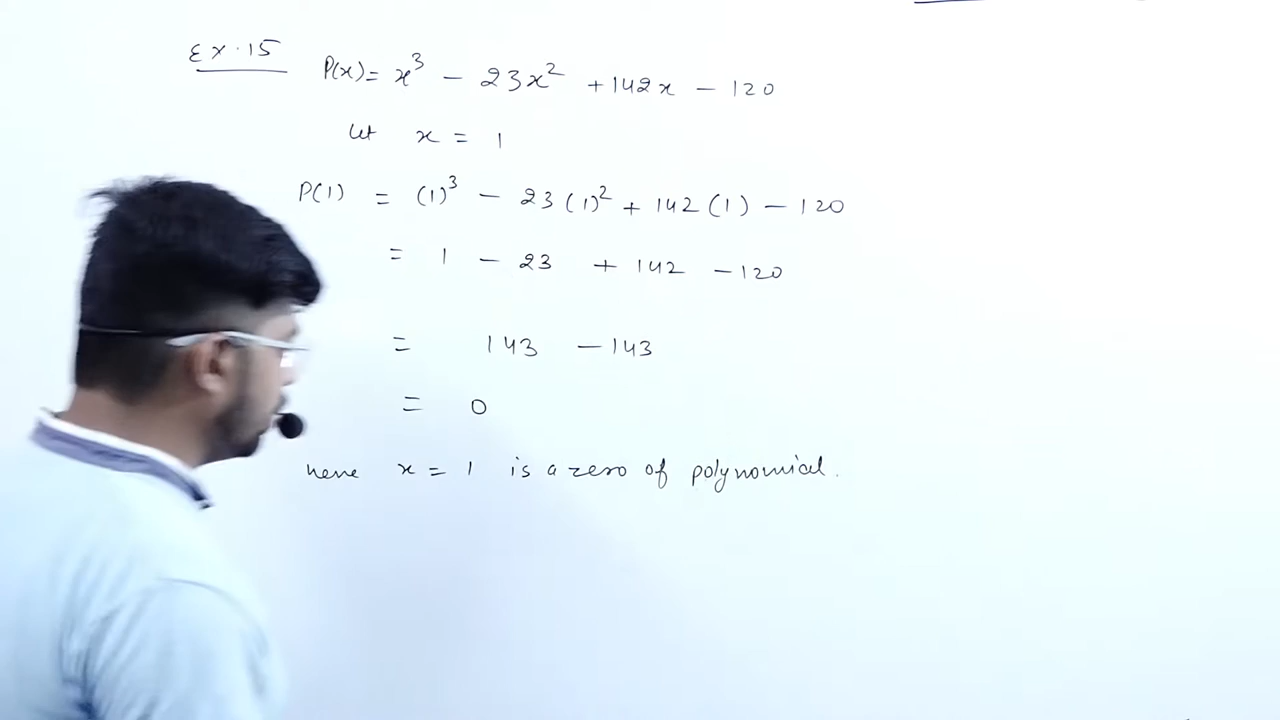 Ex.15
P(x)= x³ - 23x² + 142x - 120
let x = 1
P(1) = (1)³ - 23(1)² + 142(1) - 120
= 1 - 23 + 142 - 120
= 143 - 143
= 0
hene x = 1 is a zero of polynomial.